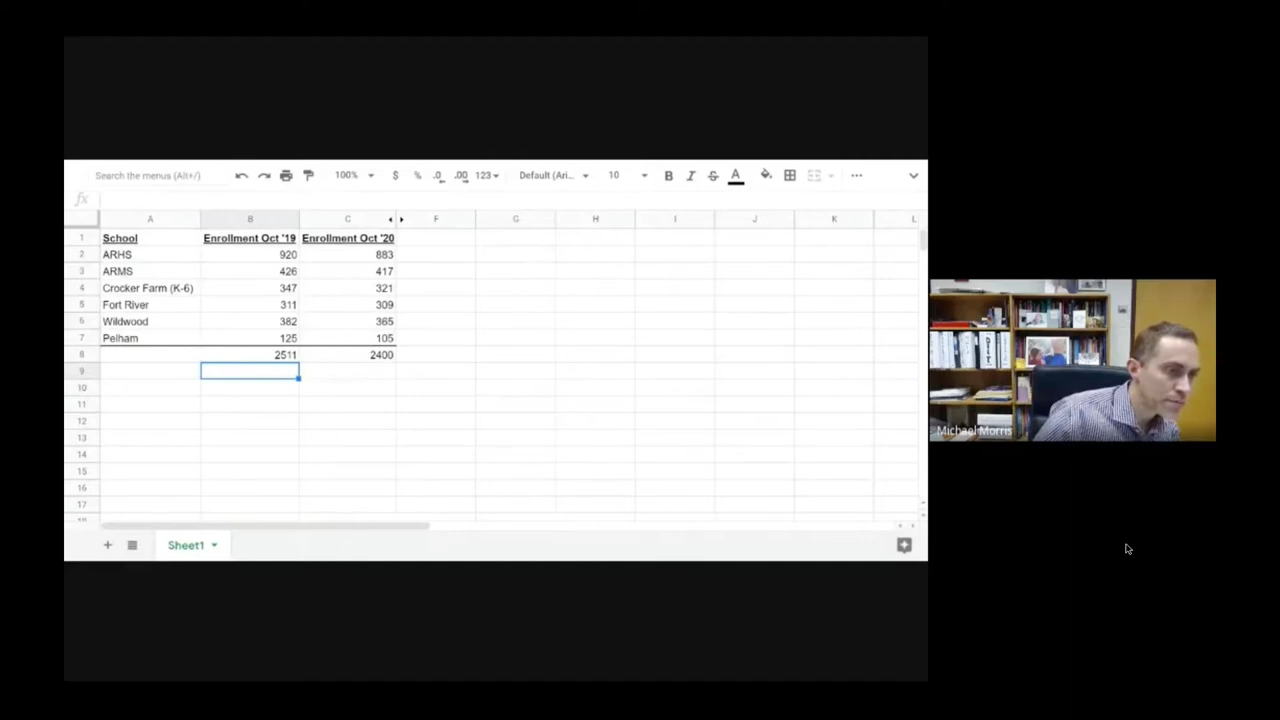 Search the menus (Alt+/) 100% $ % .0 .00 123 Default (Ari... 10 B I S A ...
fx
A B C F G H I J K L
1 School Enrollment Oct '19 Enrollment Oct '20
2 ARHS 920 883
3 ARMS 426 417
4 Crocker Farm (K-6) 347 321
5 Fort River 311 309
6 Wildwood 382 365
7 Pelham 125 105
8 2511 2400
9
10
11
12
13
14
15
16
17
Sheet1
Michael Morris